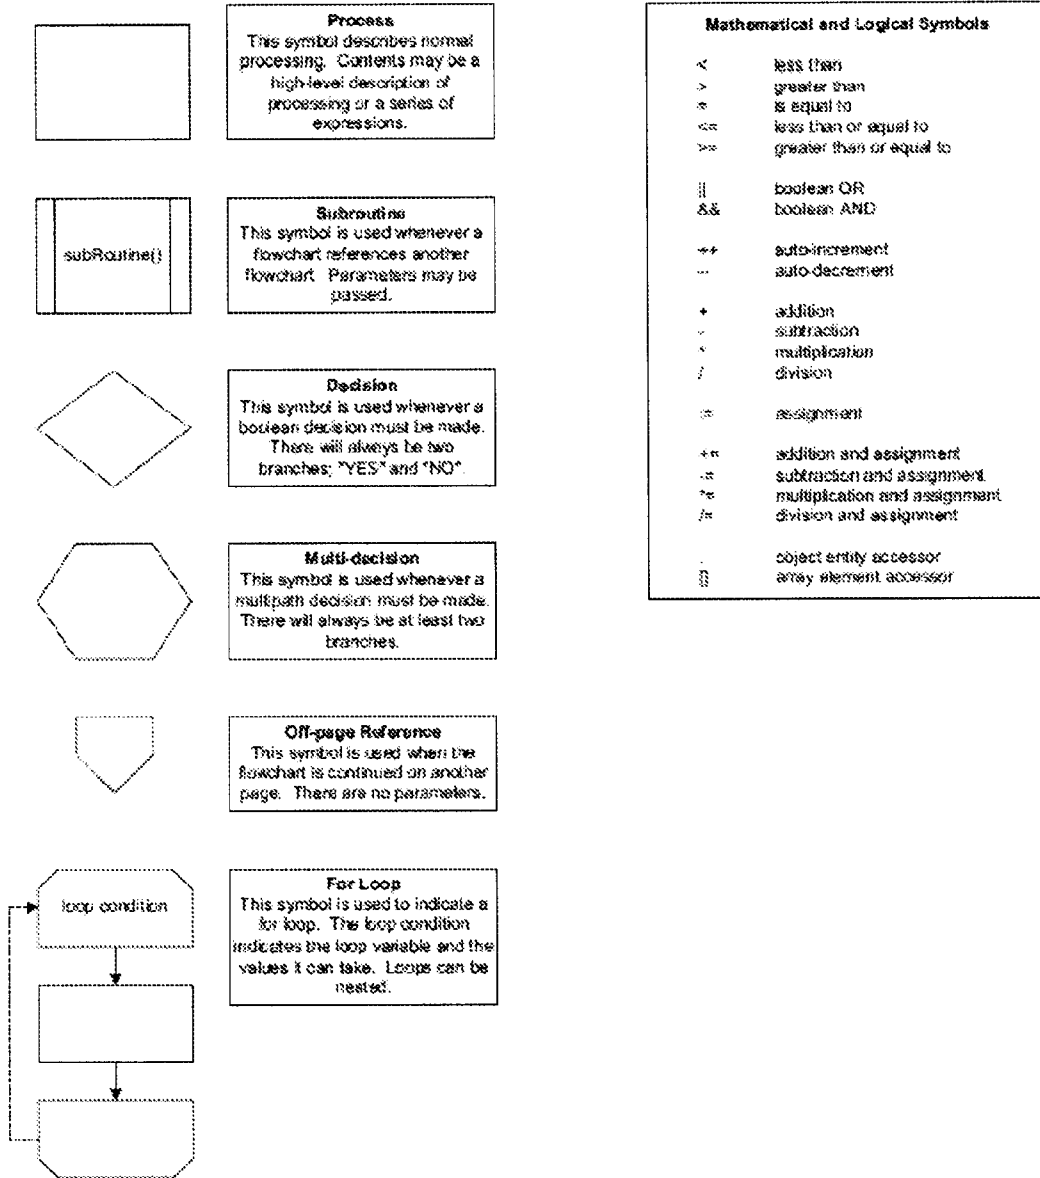 Process
This symbol describes normal
processing. Contents may be a
high-level description of
processing or a series of
expressions.
subRoutine()
Subroutine
This symbol is used whenever a
flowchart references another
flowchart. Parameters may be
passed.
Decision
This symbol is used whenever a
boolean decision must be made.
There will always be two
branches; "YES" and "NO".
Multi-decision
This symbol is used whenever a
multipath decision must be made.
There will always be at least two
branches.
Off-page Reference
This symbol is used when the
flowchart is continued on another
page. There are no parameters.
loop condition
For Loop
This symbol is used to indicate a
for loop. The loop condition
indicates the loop variable and the
values it can take. Loops can be
nested.
Mathematical and Logical Symbols
< less than
> greater than
= is equal to
<= less than or equal to
>= greater than or equal to
|| boolean OR
&& boolean AND
++ auto-increment
-- auto-decrement
+ addition
- subtraction
* multiplication
/ division
:= assignment
+= addition and assignment
-= subtraction and assignment
*= multiplication and assignment
/= division and assignment
. object entity accessor
[] array element accessor